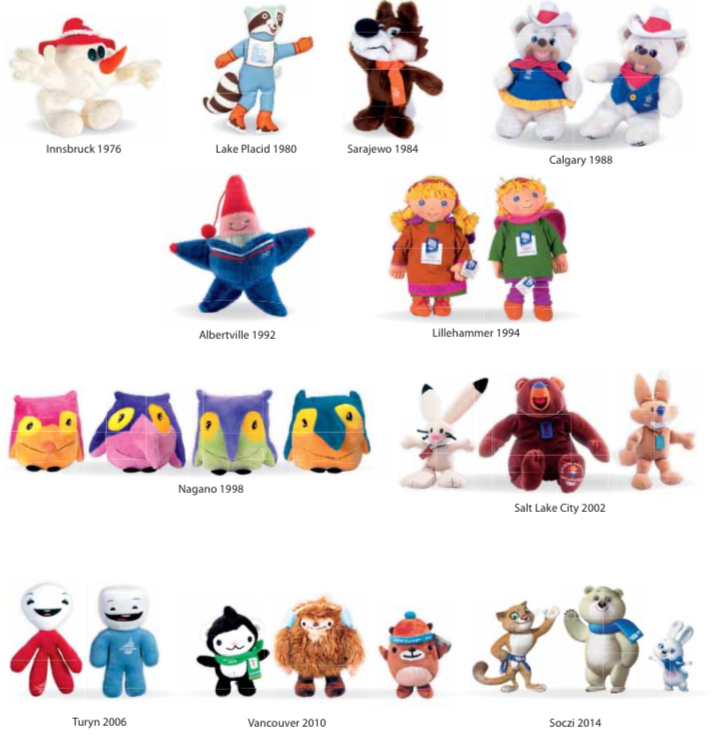 Innsbruck 1976
Lake Placid 1980
Sarajewo 1984
Calgary 1988
Albertville 1992
Lillehammer 1994
Nagano 1998
Salt Lake City 2002
Turyn 2006
Vancouver 2010
Soczi 2014